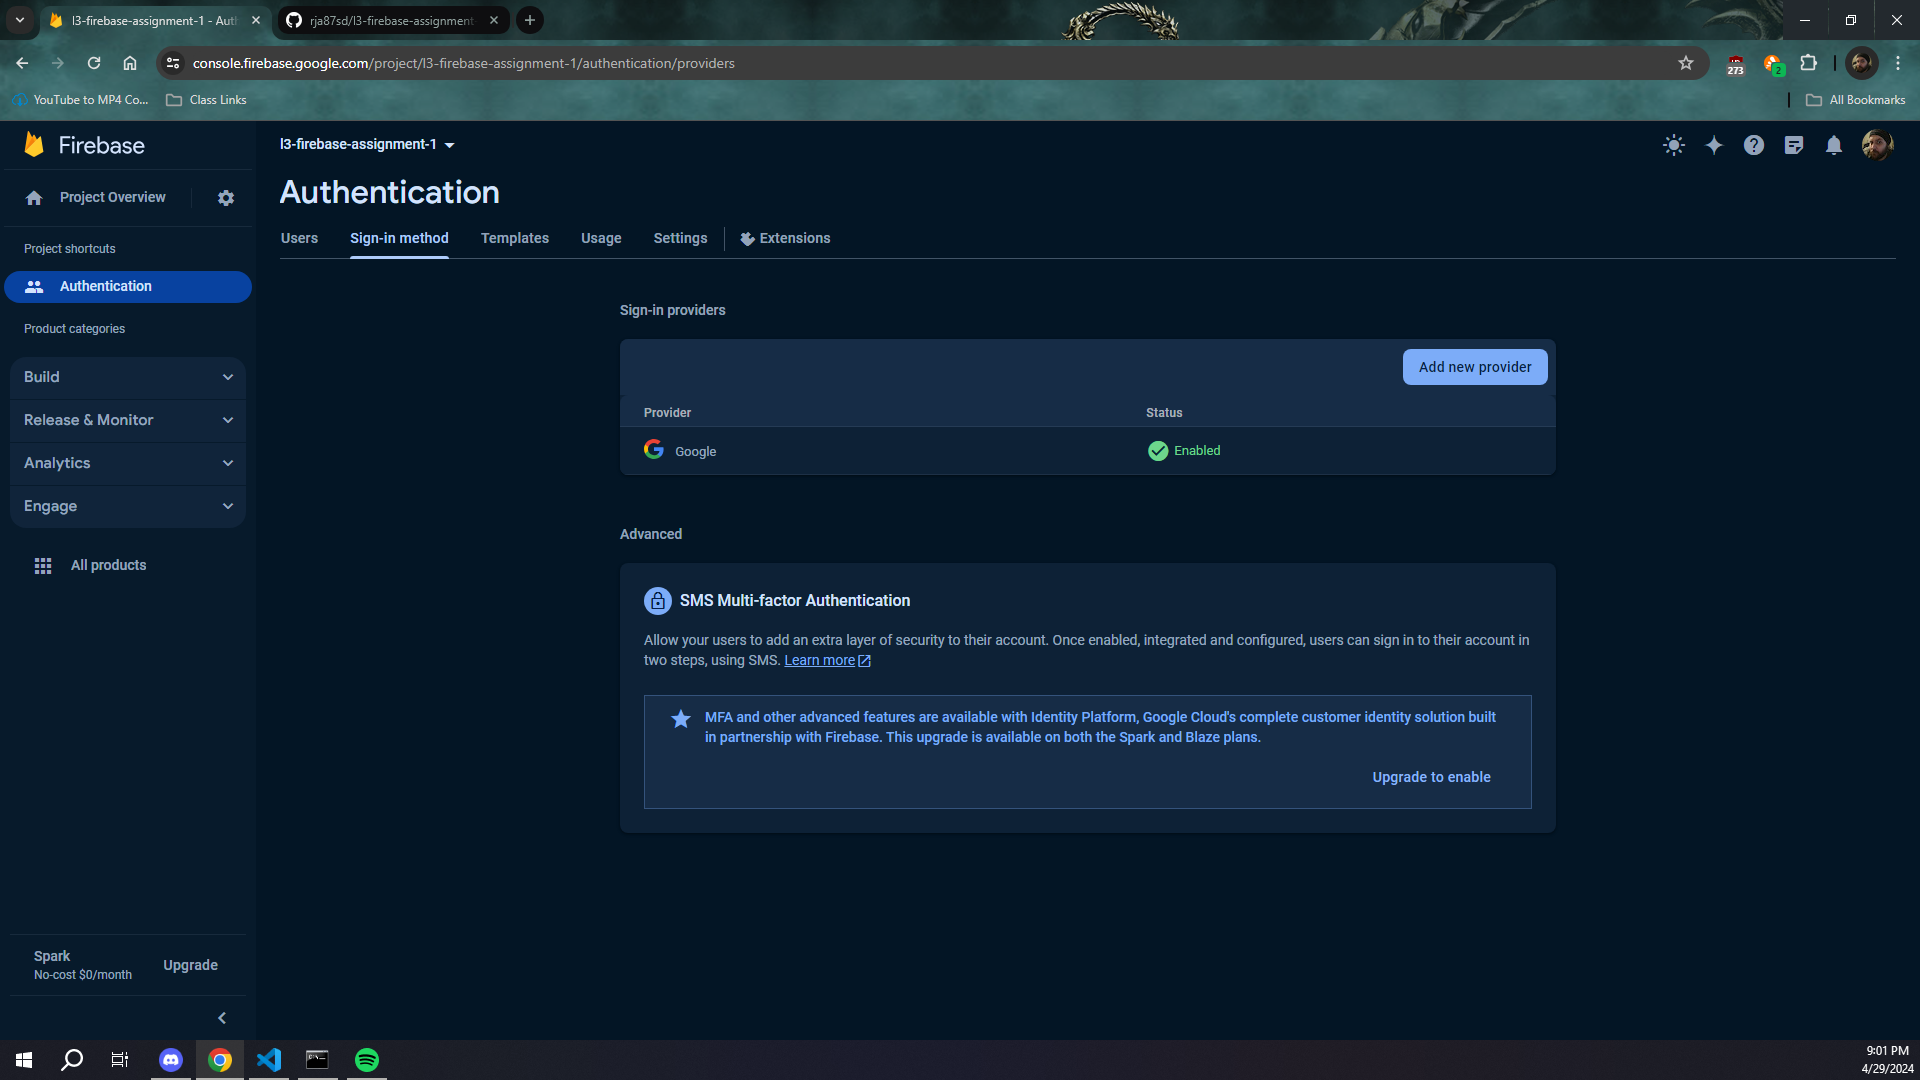 l3-firebase-assignment-1 - Aut
rja87sd/l3-firebase-assignment
console.firebase.google.com/project/l3-firebase-assignment-1/authentication/providers
273
2
YouTube to MP4 Co...
Class Links
All Bookmarks
Firebase
l3-firebase-assignment-1
Project Overview
Authentication
Users
Sign-in method
Templates
Usage
Settings
Extensions
Project shortcuts
Authentication
Product categories
Build
Release & Monitor
Analytics
Engage
All products
Sign-in providers
Add new provider
Provider
Status
Google
Enabled
Advanced
SMS Multi-factor Authentication
Allow your users to add an extra layer of security to their account. Once enabled, integrated and configured, users can sign in to their account in
two steps, using SMS. Learn more
MFA and other advanced features are available with Identity Platform, Google Cloud's complete customer identity solution built
in partnership with Firebase. This upgrade is available on both the Spark and Blaze plans.
Upgrade to enable
Spark
No-cost $0/month
Upgrade
9:01 PM
4/29/2024